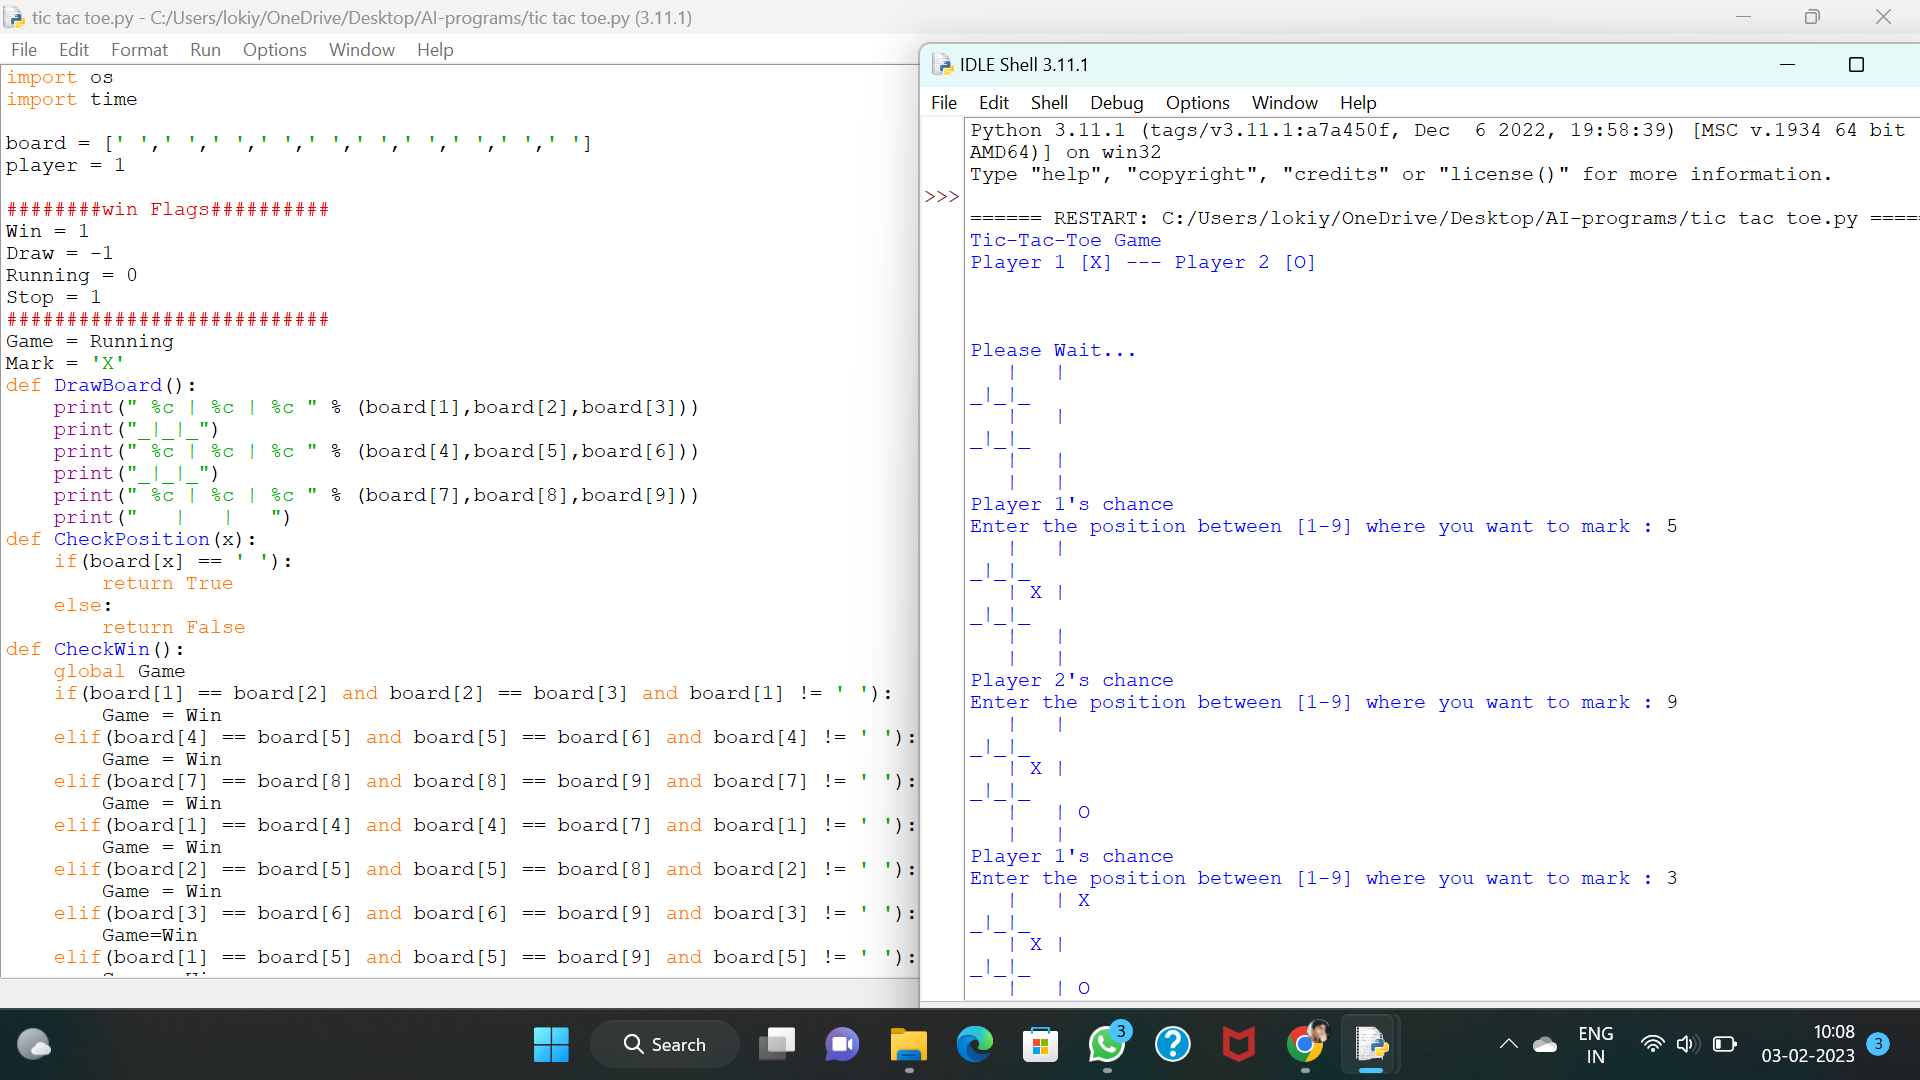 tic tac toe.py - C:/Users/lokiy/OneDrive/Desktop/AI-programs/tic tac toe.py (3.11.1)
File Edit Format Run Options Window Help
import os
import time
board = [' ',' ',' ',' ',' ',' ',' ',' ',' ',' ']
player = 1
########win Flags##########
Win = 1
Draw = -1
Running = 0
Stop = 1
###########################
Game = Running
Mark = 'X'
def DrawBoard():
    print(" %c | %c | %c " % (board[1],board[2],board[3]))
    print("_|_|_")
    print(" %c | %c | %c " % (board[4],board[5],board[6]))
    print("_|_|_")
    print(" %c | %c | %c " % (board[7],board[8],board[9]))
    print("   |   |   ")
def CheckPosition(x):
    if(board[x] == ' '):
        return True
    else:
        return False
def CheckWin():
    global Game
    if(board[1] == board[2] and board[2] == board[3] and board[1] != ' '):
        Game = Win
    elif(board[4] == board[5] and board[5] == board[6] and board[4] != ' '):
        Game = Win
    elif(board[7] == board[8] and board[8] == board[9] and board[7] != ' '):
        Game = Win
    elif(board[1] == board[4] and board[4] == board[7] and board[1] != ' '):
        Game = Win
    elif(board[2] == board[5] and board[5] == board[8] and board[2] != ' '):
        Game = Win
    elif(board[3] == board[6] and board[6] == board[9] and board[3] != ' '):
        Game=Win
    elif(board[1] == board[5] and board[5] == board[9] and board[5] != ' '):
IDLE Shell 3.11.1
File Edit Shell Debug Options Window Help
Python 3.11.1 (tags/v3.11.1:a7a450f, Dec  6 2022, 19:58:39) [MSC v.1934 64 bit
AMD64)] on win32
Type "help", "copyright", "credits" or "license()" for more information.
>>>
====== RESTART: C:/Users/lokiy/OneDrive/Desktop/AI-programs/tic tac toe.py =====
Tic-Tac-Toe Game
Player 1 [X] --- Player 2 [O]
Please Wait...
   |   |
_|_|_
   |   |
_|_|_
   |   |
   |   |
Player 1's chance
Enter the position between [1-9] where you want to mark : 5
   |   |
_|_|_
   | X |
_|_|_
   |   |
   |   |
Player 2's chance
Enter the position between [1-9] where you want to mark : 9
   |   |
_|_|_
   | X |
_|_|_
   |   | O
   |   |
Player 1's chance
Enter the position between [1-9] where you want to mark : 3
   |   | X
_|_|_
   | X |
_|_|_
   |   | O
Search
3
ENG
IN
10:08
03-02-2023
3